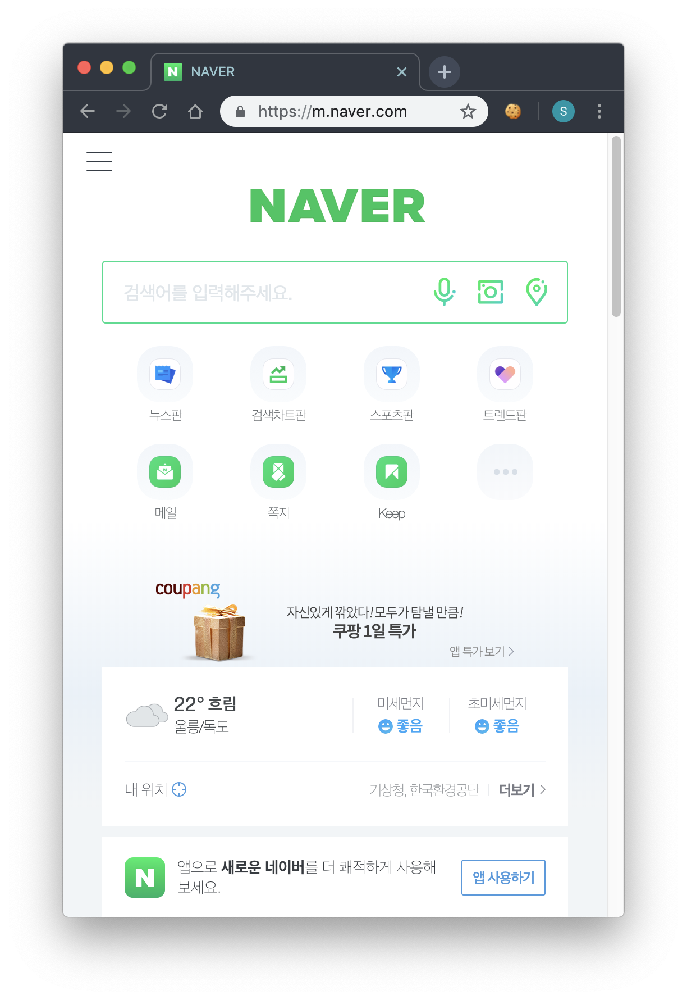 NAVER
https://m.naver.com
S
NAVER
검색어를 입력해주세요.
뉴스판 검색차트판 스포츠판 트렌드판
N
메일 쪽지 Keep
coupang
자신있게 깎았다! 모두가 탐낼 만큼!
쿠팡 1일 특가
앱 특가 보기 >
22° 흐림
울릉/독도
미세먼지
좋음
초미세먼지
좋음
내 위치
기상청, 한국환경공단 | 더보기 >
N
앱으로 새로운 네이버를 더 쾌적하게 사용해
보세요.
앱 사용하기